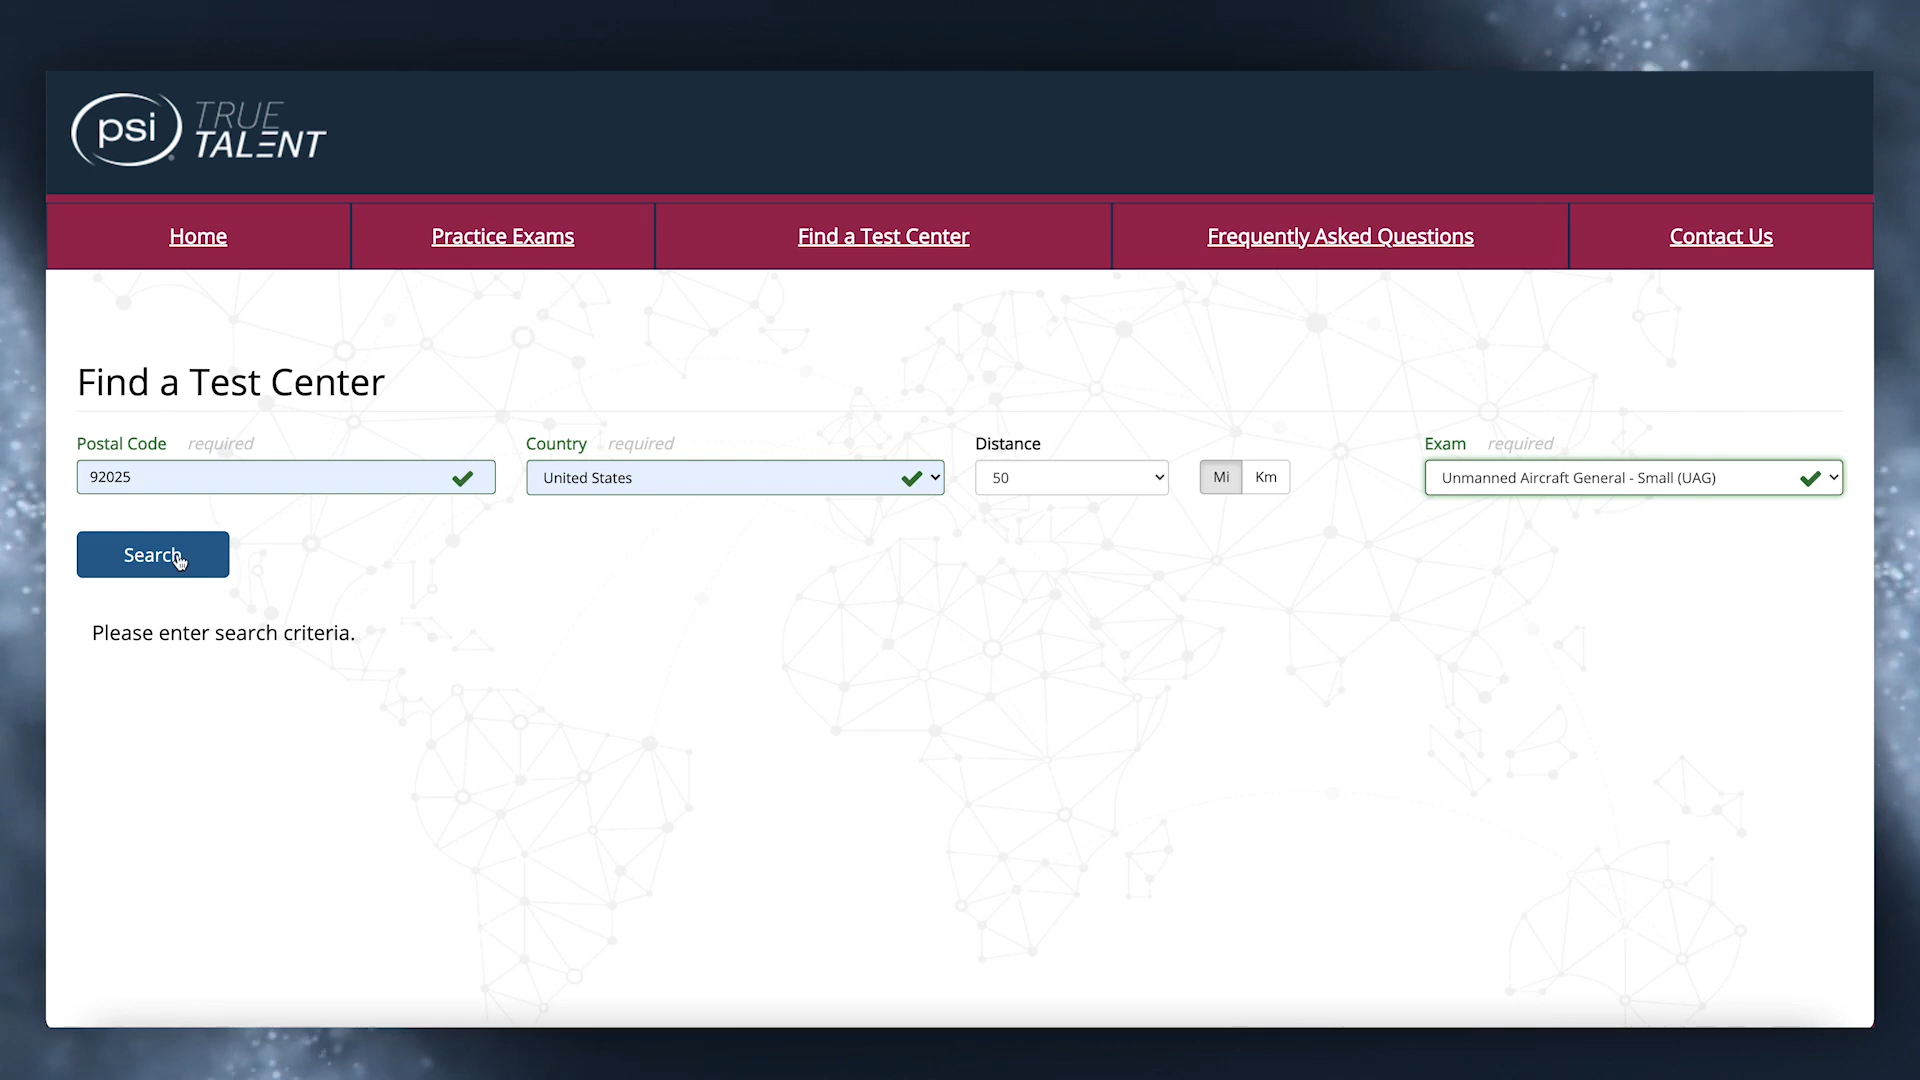 psi TRUE TALENT
Home Practice Exams Find a Test Center Frequently Asked Questions Contact Us
Find a Test Center
Postal Code required Country required Distance Exam required
92025 United States 50 Mi Km Unmanned Aircraft General - Small (UAG)
Search
Please enter search criteria.